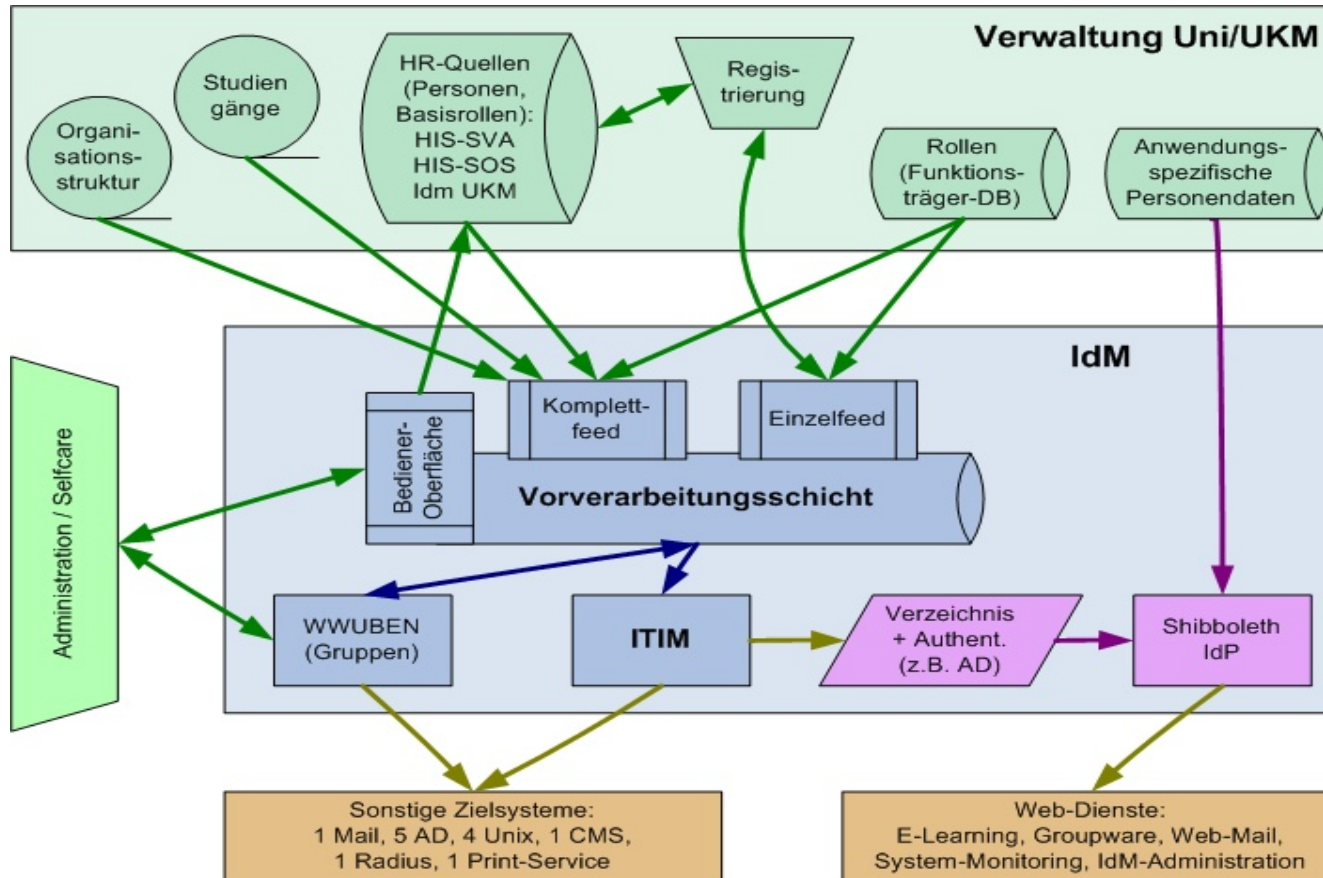 Verwaltung Uni/UKM
Organi-
sations-
struktur
Studien
gänge
HR-Quellen
(Personen,
Basisrollen):
HIS-SVA
HIS-SOS
Idm UKM
Regis-
trierung
Rollen
(Funktions-
träger-DB)
Anwendungs-
spezifische
Personendaten
IdM
Administration / Selfcare
Bediener-
Oberfläche
Komplett-
feed
Einzelfeed
Vorverarbeitungsschicht
WWUBEN
(Gruppen)
ITIM
Verzeichnis
+ Authent.
(z.B. AD)
Shibboleth
IdP
Sonstige Zielsysteme:
1 Mail, 5 AD, 4 Unix, 1 CMS,
1 Radius, 1 Print-Service
Web-Dienste:
E-Learning, Groupware, Web-Mail,
System-Monitoring, IdM-Administration